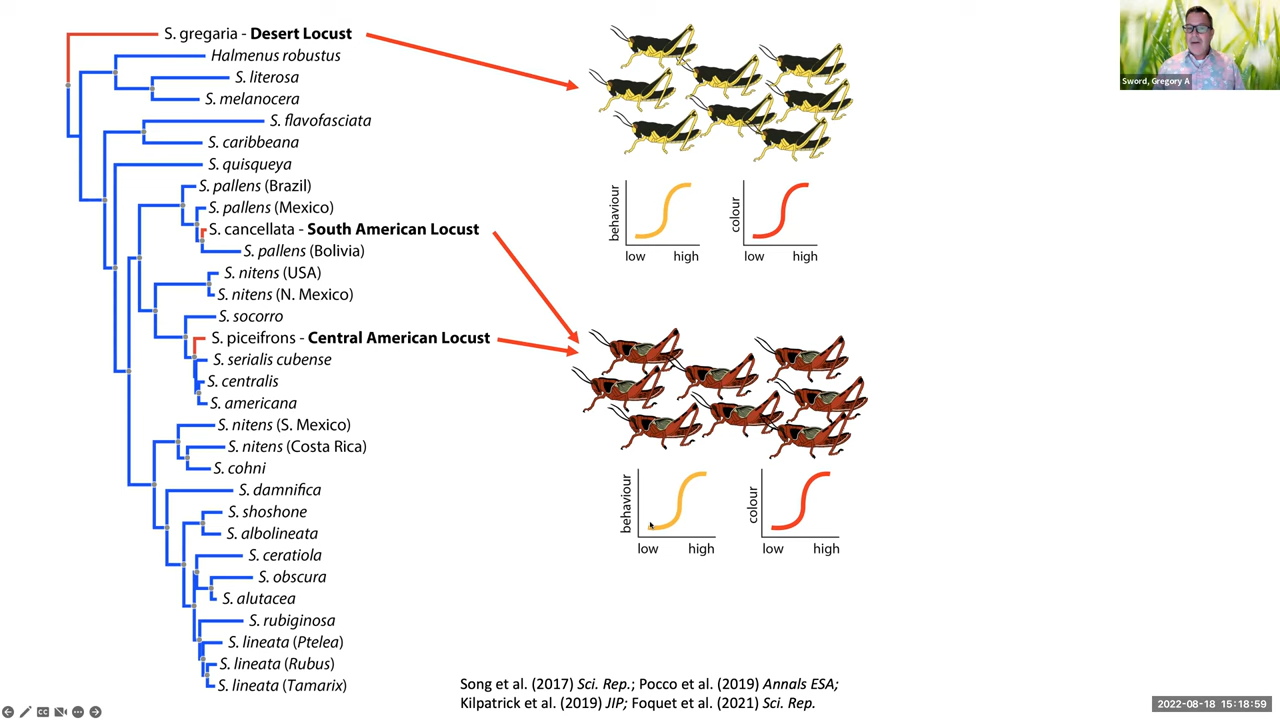 S. gregaria - Desert Locust
Halmenus robustus
S. literosa
S. melanocera
S. flavofasciata
S. caribbeana
S. quisqueya
S. pallens (Brazil)
S. pallens (Mexico)
S. cancellata - South American Locust
S. pallens (Bolivia)
S. nitens (USA)
S. nitens (N. Mexico)
S. socorro
S. piceifrons - Central American Locust
S. serialis cubense
S. centralis
S. americana
S. nitens (S. Mexico)
S. nitens (Costa Rica)
S. cohni
S. damnifica
S. shoshone
S. albolineata
S. ceratiola
S. obscura
S. alutacea
S. rubiginosa
S. lineata (Ptelea)
S. lineata (Rubus)
S. lineata (Tamarix)
behaviour
low high
colour
low high
behaviour
low high
colour
low high
Song et al. (2017) Sci. Rep.; Pocco et al. (2019) Annals ESA;
Kilpatrick et al. (2019) JIP; Foquet et al. (2021) Sci. Rep.
Sword, Gregory A
CC
2022-08-18 15:18:59